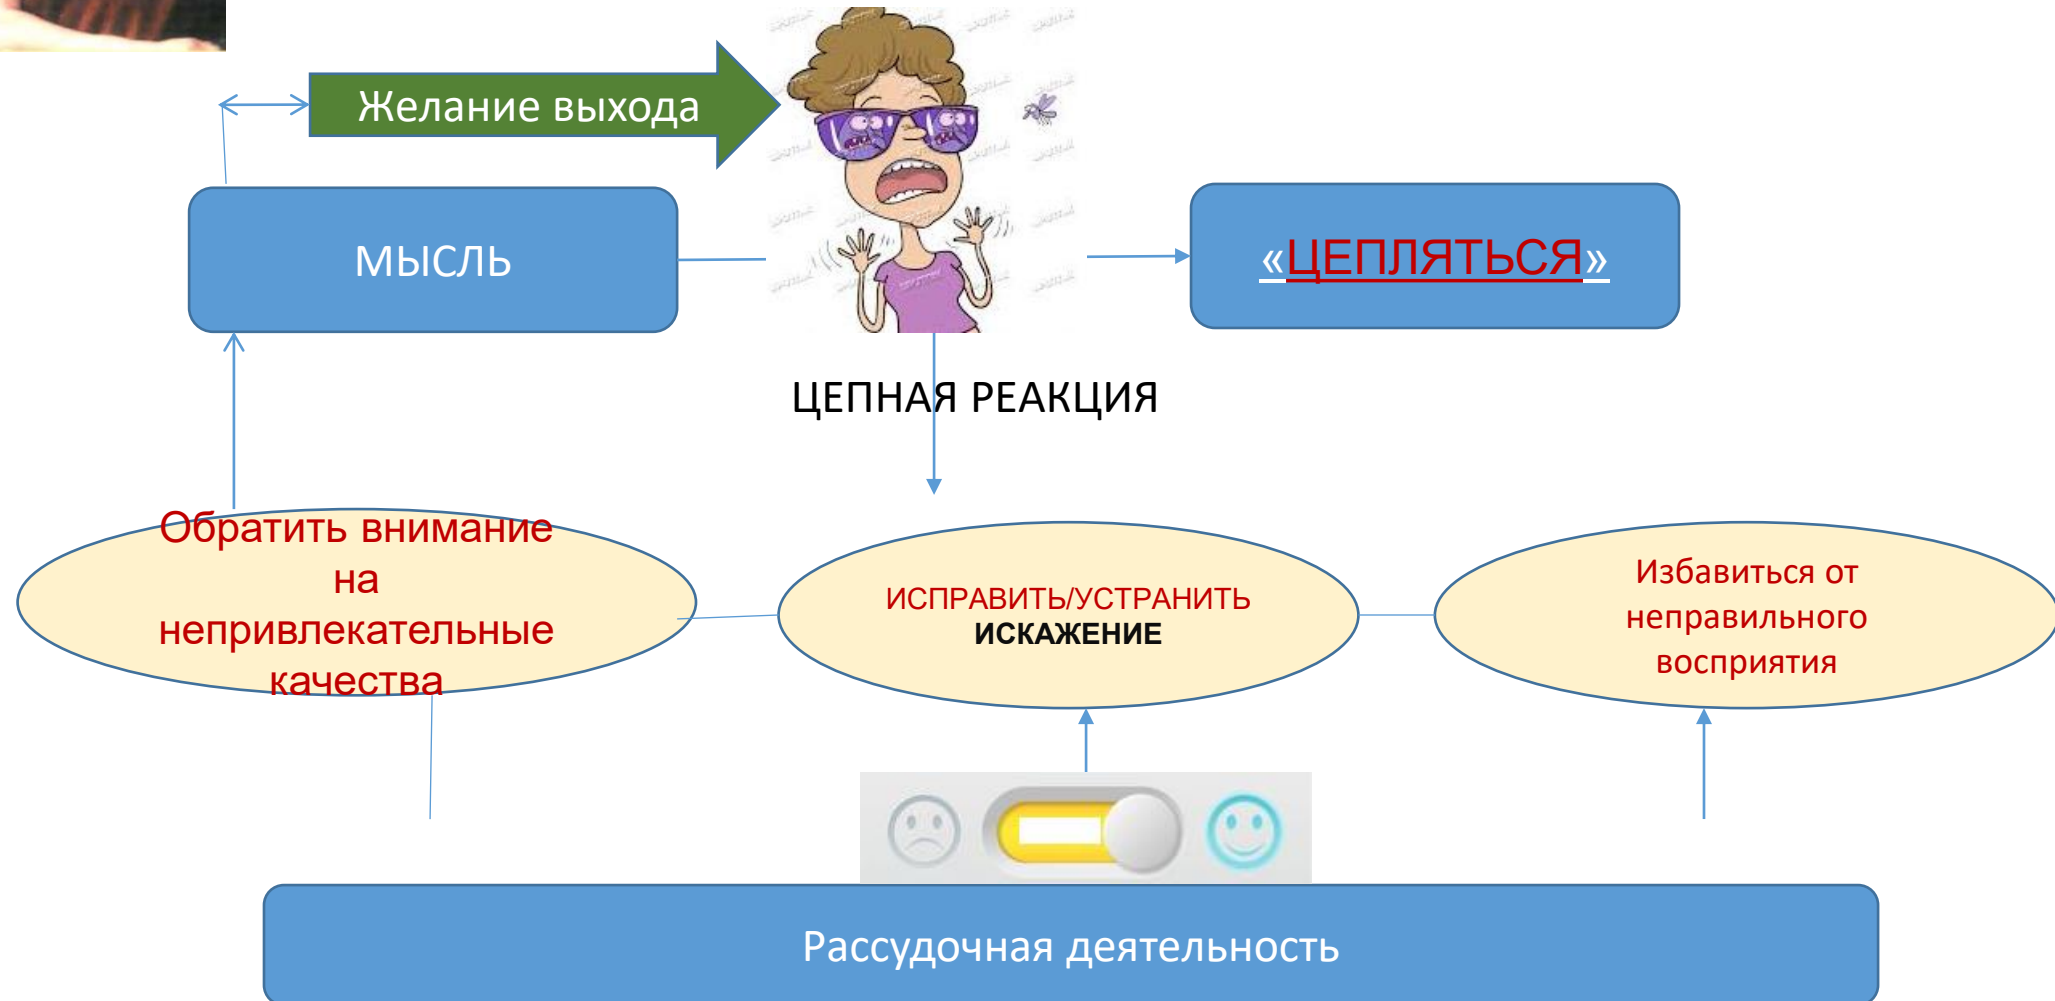 Желание выхода
МЫСЛЬ
«ЦЕПЛЯТЬСЯ»
ЦЕПНАЯ РЕАКЦИЯ
Обратить внимание
на
непривлекательные
качества
ИСПРАВИТЬ/УСТРАНИТЬ
ИСКАЖЕНИЕ
Избавиться от
неправильного
восприятия
Рассудочная деятельность